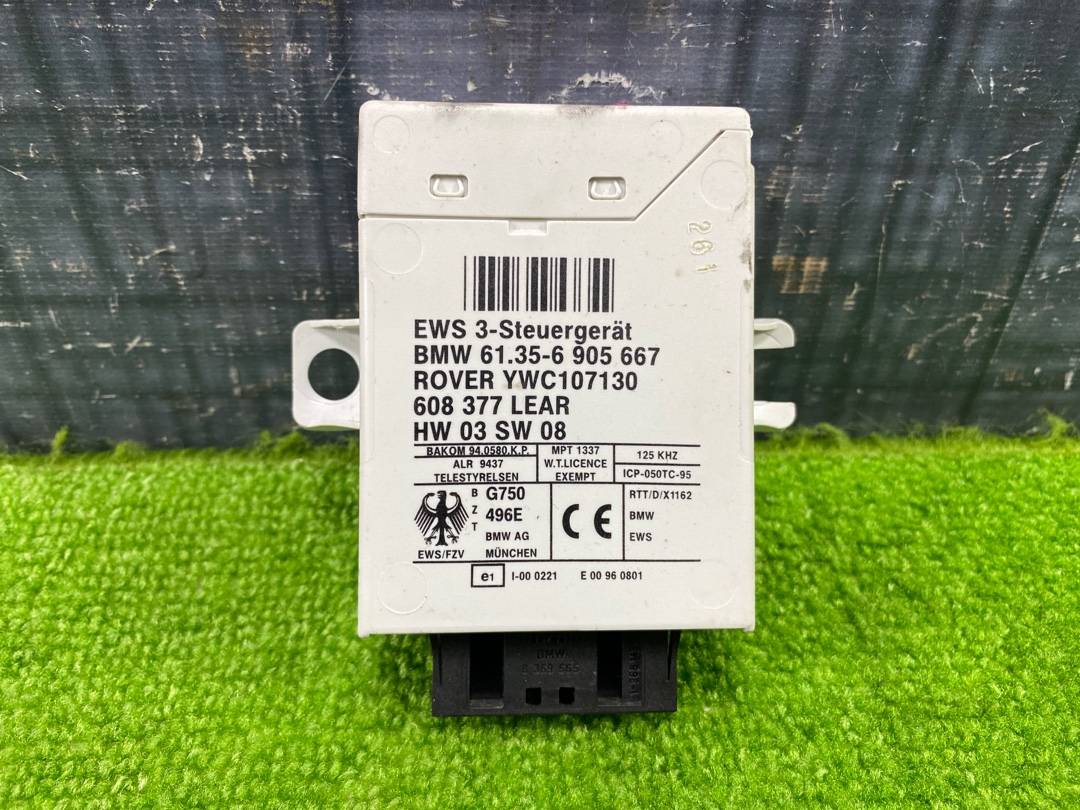 261
EWS 3-Steuergerät
BMW 61.35-6 905 667
ROVER YWC107130
608 377 LEAR
HW 03 SW 08
BAKOM 94.0580.K.P.
ALR 9437
TELESTYRELSEN
MPT 1337
W.T.LICENCE
EXEMPT
125 KHZ
ICP-050TC-95
BZT
G750
496E
BMW AG
MÜNCHEN
EWS/FZV
CE
RTT/D/X1162
BMW
EWS
e1 I-00 0221 E 00 96 0801
BMW